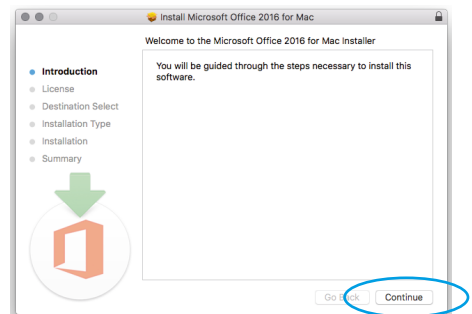 Install Microsoft Office 2016 for Mac
Welcome to the Microsoft Office 2016 for Mac Installer
Introduction
License
Destination Select
Installation Type
Installation
Summary
You will be guided through the steps necessary to install this
software.
Go Back
Continue